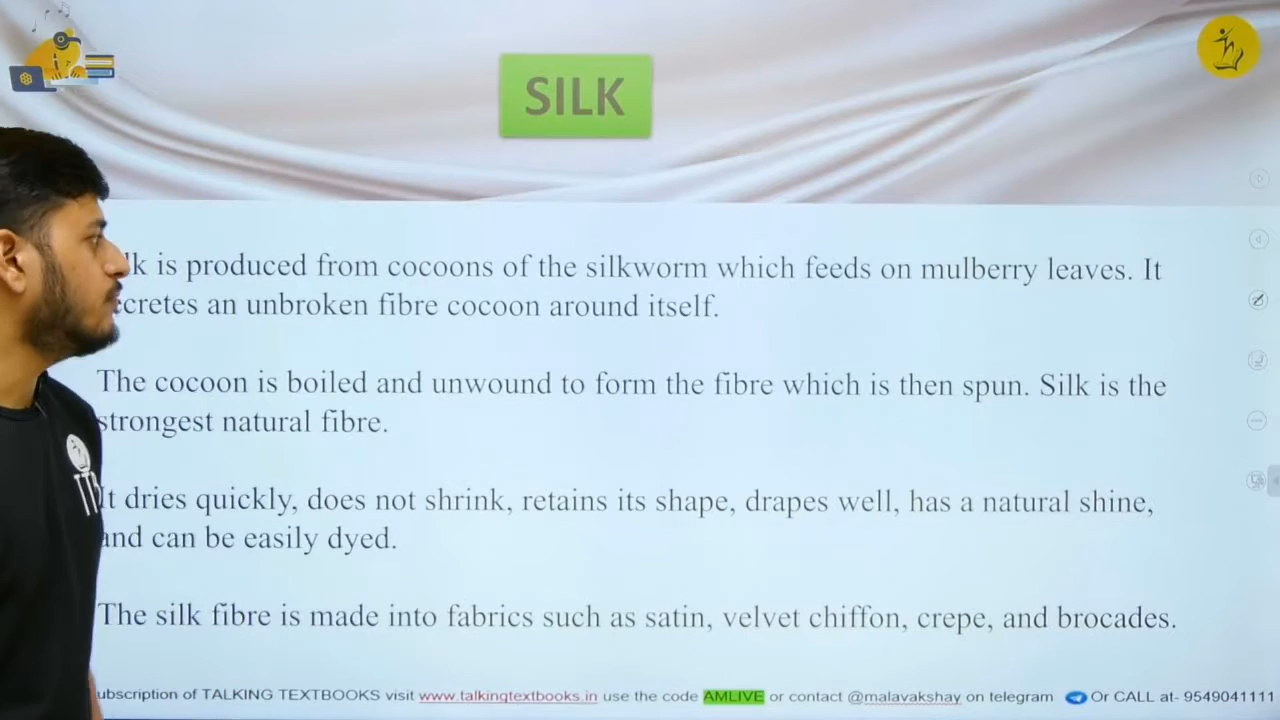 SILK
lk is produced from cocoons of the silkworm which feeds on mulberry leaves. It
ecretes an unbroken fibre cocoon around itself.
The cocoon is boiled and unwound to form the fibre which is then spun. Silk is the
strongest natural fibre.
It dries quickly, does not shrink, retains its shape, drapes well, has a natural shine,
and can be easily dyed.
The silk fibre is made into fabrics such as satin, velvet chiffon, crepe, and brocades.
ubscription of TALKING TEXTBOOKS visit www.talkingtextbooks.in use the code AMLIVE or contact @malavakshay on telegram Or CALL at- 9549041111